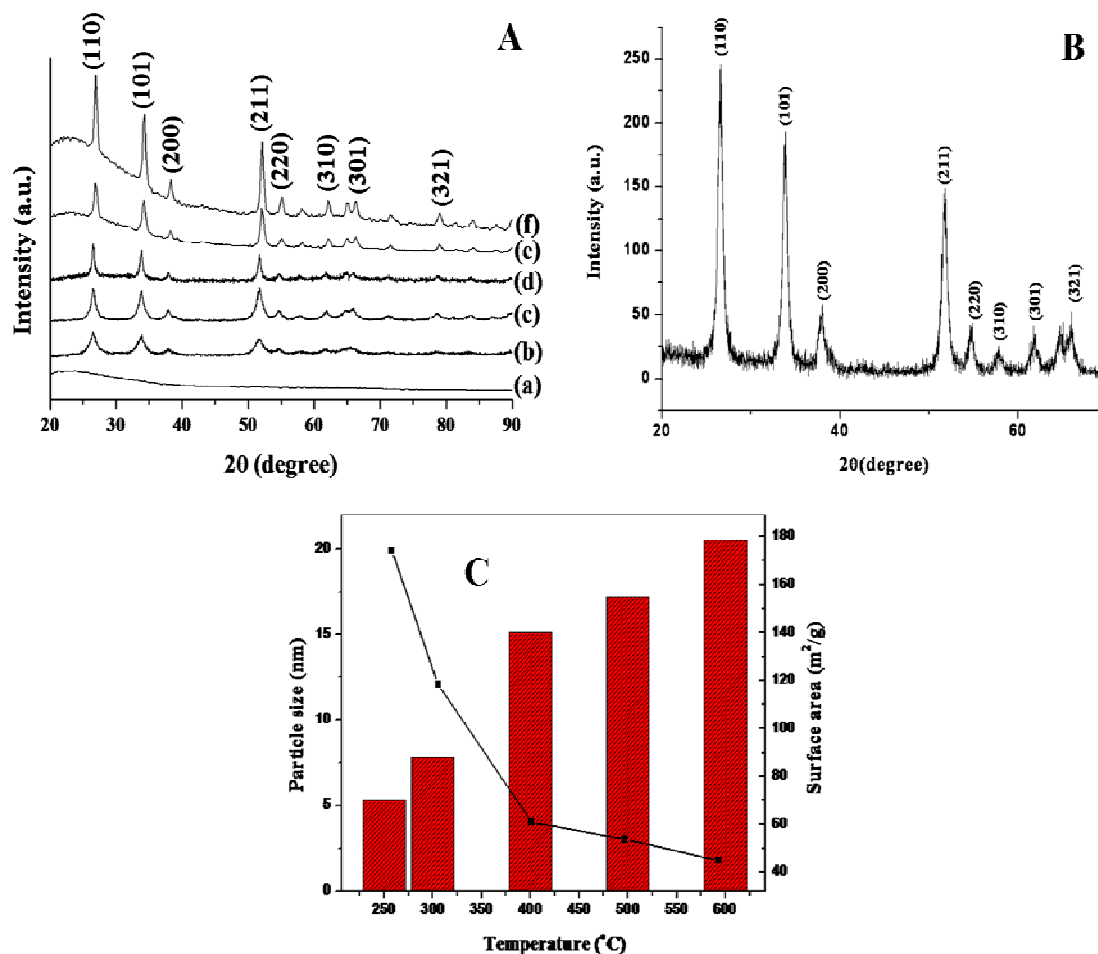 A
(110)
(101)
(200)
(211)
(220)
(310)
(301)
(321)
(f)
(e)
(d)
(c)
(b)
(a)
Intensity (a.u.)
20 30 40 50 60 70 80 90
2θ (degree)
B
(110)
(101)
(200)
(211)
(220)
(310)
(301)
(321)
250
200
150
100
50
0
Intensity (a.u.)
20 40 60
2θ(degree)
C
20
15
10
5
0
Particle size (nm)
180
160
140
120
100
80
60
40
Surface area (m²/g)
250 300 350 400 450 500 550 600
Temperature (°C)